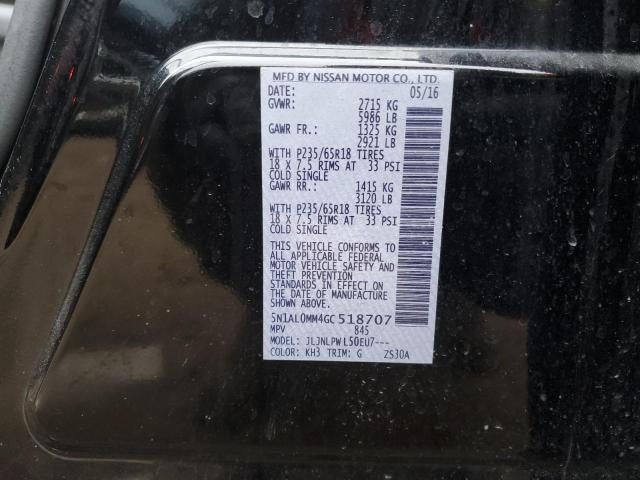 MFD BY NISSAN MOTOR CO., LTD.
DATE: 05/16
GVWR: 2715 KG
5986 LB
GAWR FR.: 1325 KG
2921 LB
WITH P235/65R18 TIRES
18 X 7.5 RIMS AT 33 PSI
COLD SINGLE
GAWR RR.: 1415 KG
3120 LB
WITH P235/65R18 TIRES
18 X 7.5 RIMS AT 33 PSI
COLD SINGLE
THIS VEHICLE CONFORMS TO
ALL APPLICABLE FEDERAL
MOTOR VEHICLE SAFETY AND
THEFT PREVENTION
STANDARDS IN EFFECT ON
THE DATE OF MANUFACTURE
SHOWN ABOVE.
5N1AL0MM4GC518707
MPV 845
MODEL: JLJNLPWL50EU7---
COLOR: KH3 TRIM: G ZS30A